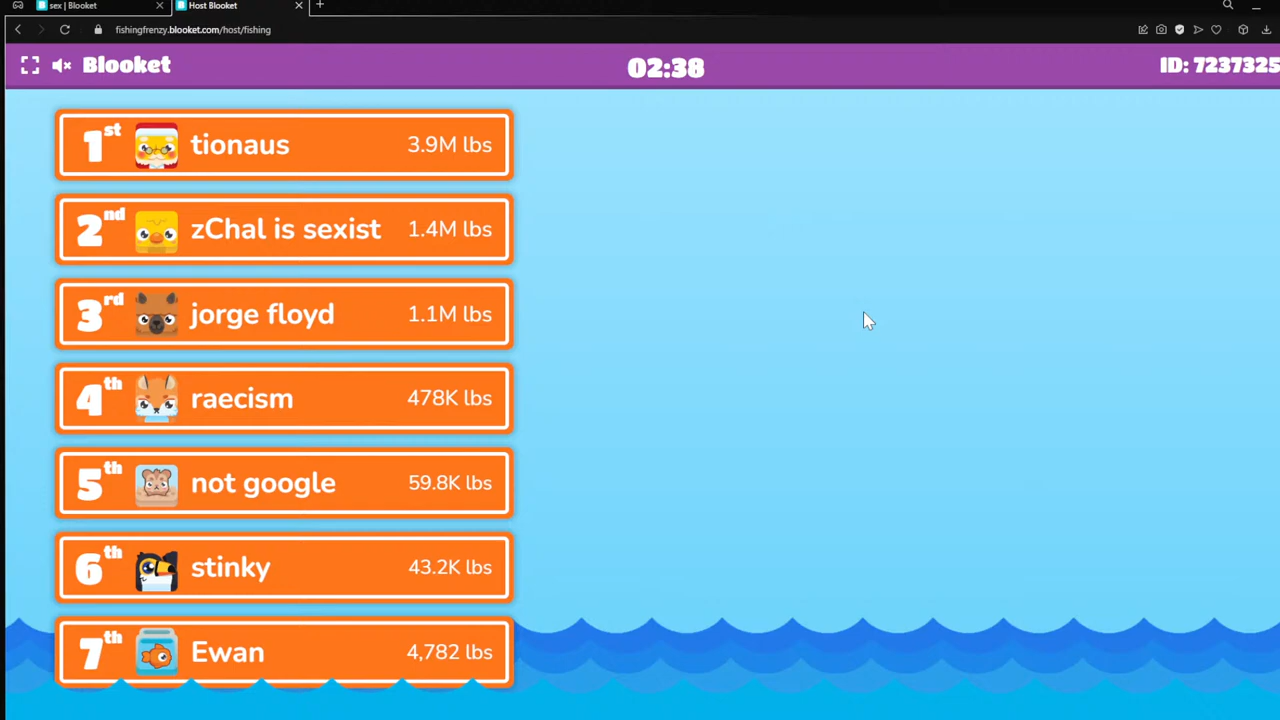 sex | Blooket
Host Blooket
fishingfrenzy.blooket.com/host/fishing
Blooket
02:38
ID: 7237325
1st tionaus 3.9M lbs
2nd zChal is sexist 1.4M lbs
3rd jorge floyd 1.1M lbs
4th raecism 478K lbs
5th not google 59.8K lbs
6th stinky 43.2K lbs
7th Ewan 4,782 lbs